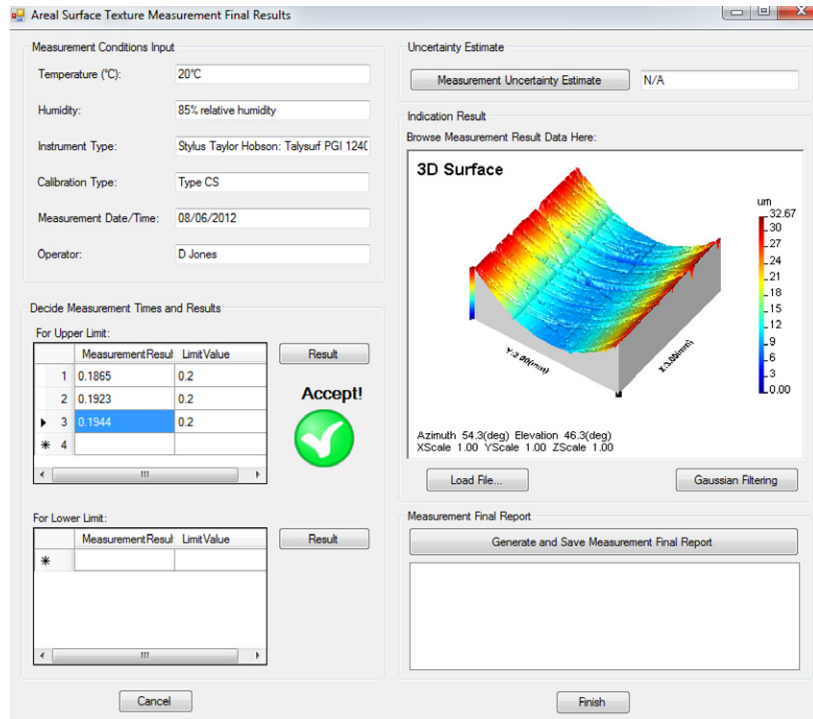 Areal Surface Texture Measurement Final Results
Measurement Conditions Input
Temperature (°C): 20°C
Humidity: 85% relative humidity
Instrument Type: Stylus Taylor Hobson: Talysurf PGI 124
Calibration Type: Type CS
Measurement Date/Time: 08/06/2012
Operator: D Jones
Decide Measurement Times and Results
For Upper Limit:
MeasurementResul LimitValue
Result
1 0.1865 0.2
2 0.1923 0.2
3 0.1944 0.2
4
Accept!
For Lower Limit:
MeasurementResul LimitValue
Result
Cancel
Uncertainty Estimate
Measurement Uncertainty Estimate N/A
Indication Result
Browse Measurement Result Data Here:
3D Surface
um
32.67
30
27
24
21
18
15
12
9
6
3
0.00
Y:3.00(mm)
X:3.00(mm)
Azimuth 54.3(deg) Elevation 46.3(deg)
XScale 1.00 YScale 1.00 ZScale 1.00
Load File...
Gaussian Filtering
Measurement Final Report
Generate and Save Measurement Final Report
Finish